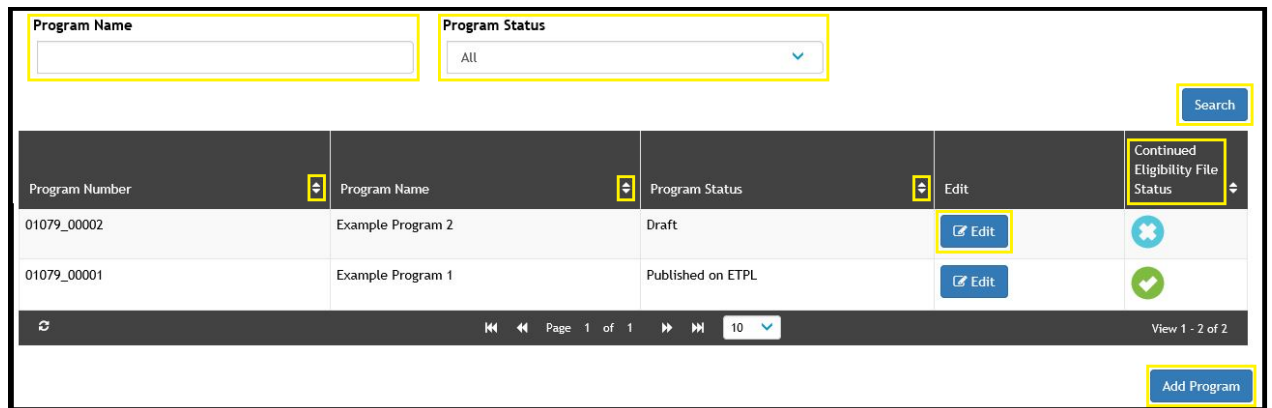 Program Name Program Status
All
Search
Program Number Program Name Program Status Edit Continued Eligibility File Status
01079_00002 Example Program 2 Draft Edit
01079_00001 Example Program 1 Published on ETPL Edit
Page 1 of 1 10 View 1 - 2 of 2
Add Program